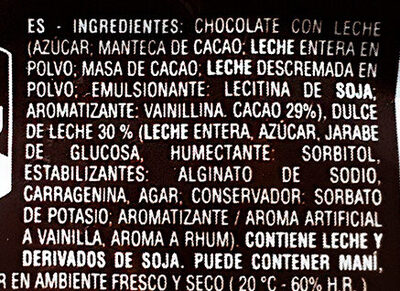 ES - INGREDIENTES: CHOCOLATE CON LECHE
(AZÚCAR; MANTECA DE CACAO; LECHE ENTERA EN
POLVO; MASA DE CACAO; LECHE DESCREMADA EN
POLVO; EMULSIONANTE: LECITINA DE SOJA;
AROMATIZANTE: VAINILLINA. CACAO 29%), DULCE
DE LECHE 30 % (LECHE ENTERA, AZÚCAR, JARABE
DE GLUCOSA, HUMECTANTE: SORBITOL,
ESTABILIZANTES: ALGINATO DE SODIO,
CARRAGENINA, AGAR; CONSERVADOR: SORBATO
DE POTASIO; AROMATIZANTE / AROMA ARTIFICIAL
A VAINILLA, AROMA A RHUM). CONTIENE LECHE Y
DERIVADOS DE SOJA. PUEDE CONTENER MANÍ,
EN AMBIENTE FRESCO Y SECO ( 20 °C - 60% H.R. )